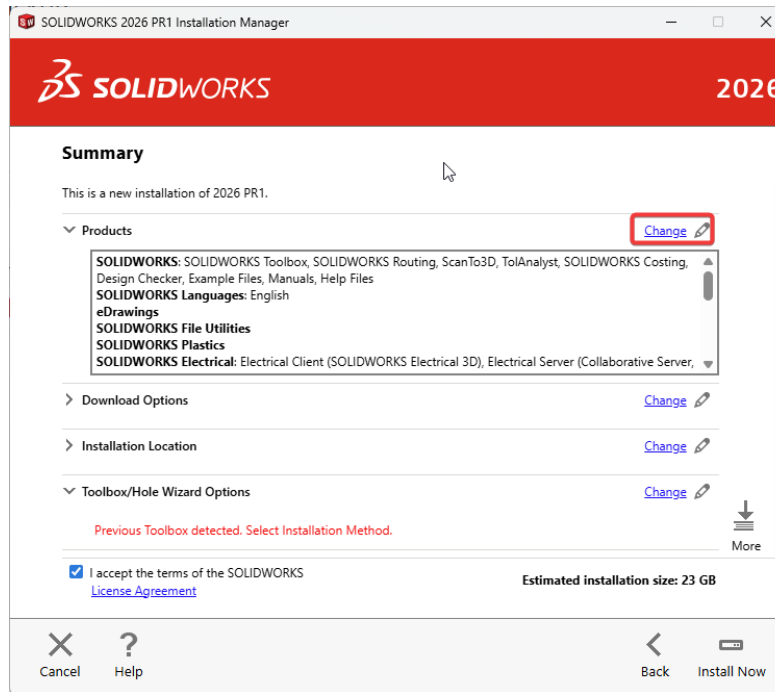 SOLIDWORKS 2026 PR1 Installation Manager
SOLIDWORKS
2026
Summary
This is a new installation of 2026 PR1.
Products
Change
SOLIDWORKS: SOLIDWORKS Toolbox, SOLIDWORKS Routing, ScanTo3D, TolAnalyst, SOLIDWORKS Costing,
Design Checker, Example Files, Manuals, Help Files
SOLIDWORKS Languages: English
eDrawings
SOLIDWORKS File Utilities
SOLIDWORKS Plastics
SOLIDWORKS Electrical: Electrical Client (SOLIDWORKS Electrical 3D), Electrical Server (Collaborative Server,
Download Options
Change
Installation Location
Change
Toolbox/Hole Wizard Options
Change
Previous Toolbox detected. Select Installation Method.
More
I accept the terms of the SOLIDWORKS
License Agreement
Estimated installation size: 23 GB
Cancel
Help
Back
Install Now